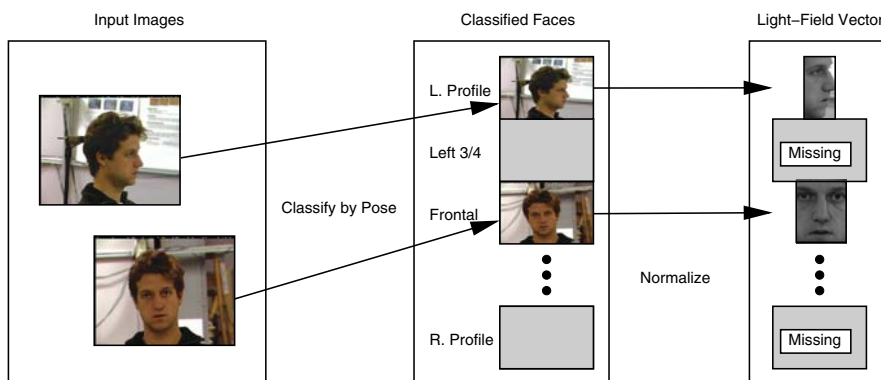 Input Images
Classified Faces
Light-Field Vector
L. Profile
Left 3/4
Missing
Classify by Pose
Frontal
Normalize
R. Profile
Missing